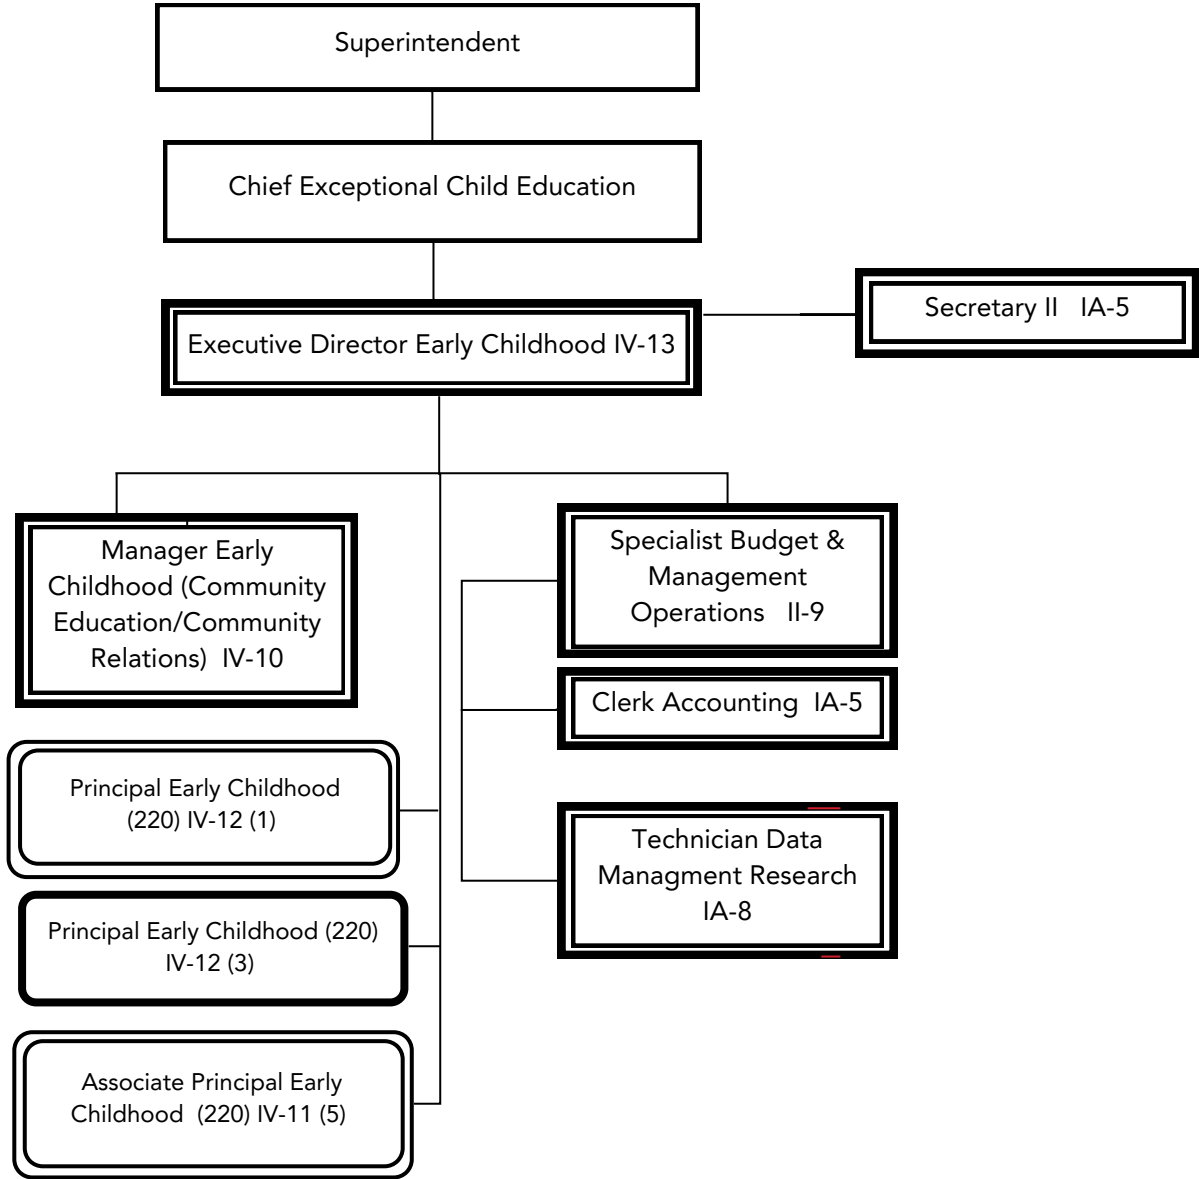 Superintendent
Chief Exceptional Child Education
Executive Director Early Childhood IV-13
Secretary II IA-5
Manager Early
Childhood (Community
Education/Community
Relations) IV-10
Specialist Budget &
Management
Operations II-9
Clerk Accounting IA-5
Technician Data
Managment Research
IA-8
Principal Early Childhood
(220) IV-12 (1)
Principal Early Childhood (220)
IV-12 (3)
Associate Principal Early
Childhood (220) IV-11 (5)